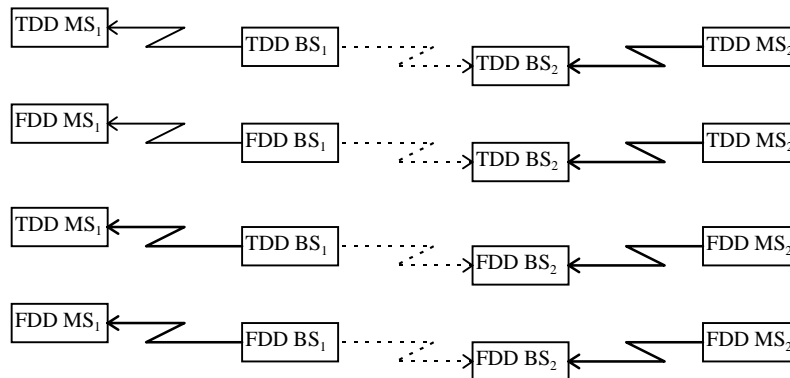 TDD MS₁ TDD BS₁ TDD BS₂ TDD MS₂
FDD MS₁ FDD BS₁ TDD BS₂ TDD MS₂
TDD MS₁ TDD BS₁ FDD BS₂ FDD MS₂
FDD MS₁ FDD BS₁ FDD BS₂ FDD MS₂